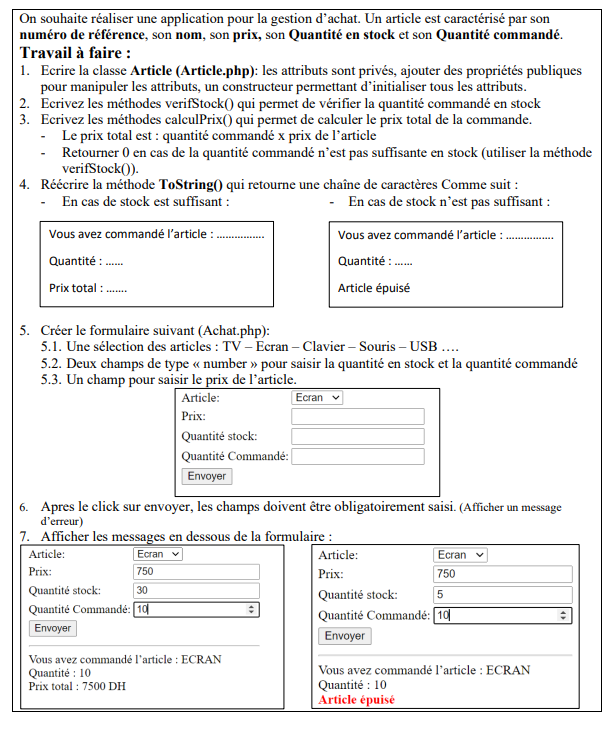 On souhaite réaliser une application pour la gestion d'achat. Un article est caractérisé par son
numéro de référence, son nom, son prix, son Quantité en stock et son Quantité commandé.
Travail à faire :
1. Ecrire la classe Article (Article.php): les attributs sont privés, ajouter des propriétés publiques
pour manipuler les attributs, un constructeur permettant d'initialiser tous les attributs.
2. Ecrivez les méthodes verifStock() qui permet de vérifier la quantité commandé en stock
3. Ecrivez les méthodes calculPrix() qui permet de calculer le prix total de la commande.
- Le prix total est : quantité commandé x prix de l'article
- Retourner 0 en cas de la quantité commandé n'est pas suffisante en stock (utiliser la méthode
verifStock()).
4. Réécrire la méthode ToString() qui retourne une chaîne de caractères Comme suit :
- En cas de stock est suffisant :
- En cas de stock n'est pas suffisant :
Vous avez commandé l'article : ................
Quantité : ......
Prix total : .......
Vous avez commandé l'article : ................
Quantité : ......
Article épuisé
5. Créer le formulaire suivant (Achat.php):
5.1. Une sélection des articles : TV – Ecran – Clavier – Souris – USB ….
5.2. Deux champs de type « number » pour saisir la quantité en stock et la quantité commandé
5.3. Un champ pour saisir le prix de l'article.
Article: Ecran
Prix:
Quantité stock:
Quantité Commandé:
Envoyer
6. Apres le click sur envoyer, les champs doivent être obligatoirement saisi. (Afficher un message
d'erreur)
7. Afficher les messages en dessous de la formulaire :
Article: Ecran
Prix: 750
Quantité stock: 30
Quantité Commandé: 10
Envoyer
Vous avez commandé l'article : ECRAN
Quantité : 10
Prix total : 7500 DH
Article: Ecran
Prix: 750
Quantité stock: 5
Quantité Commandé: 10
Envoyer
Vous avez commandé l'article : ECRAN
Quantité : 10
Article épuisé